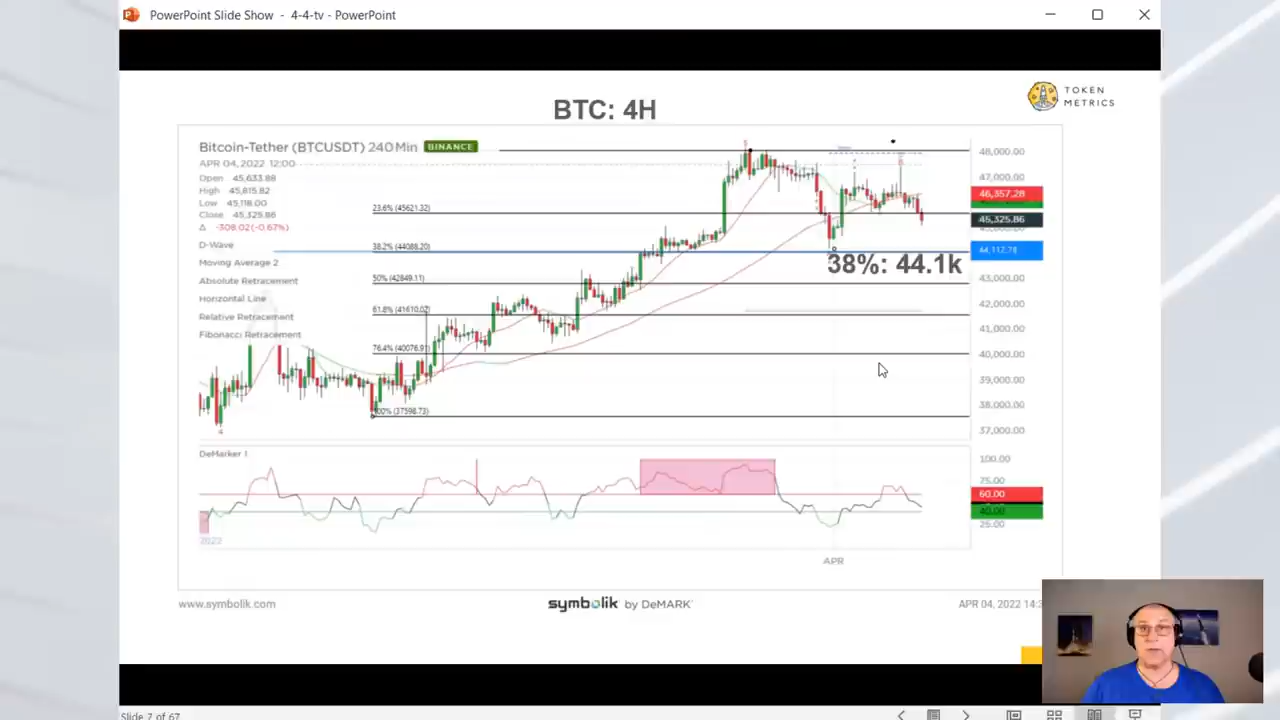 PowerPoint Slide Show - 4-4-tv - PowerPoint
TOKEN
METRICS
BTC: 4H
Bitcoin-Tether (BTCUSDT) 240 Min BINANCE
APR 04, 2022 12:00
Open 45,633.88
High 45,815.82
Low 45,118.00
Close 45,325.86
Δ -308.02(-0.67%)
D-Wave
Moving Average 2
Absolute Retracement
Horizontal Line
Relative Retracement
Fibonacci Retracement
23.6% (45621.32)
38.2% (44088.20)
50% (42849.11)
61.8% (41610.02)
76.4% (40076.91)
100% (37598.73)
38%: 44.1k
48,000.00
47,000.00
46,357.28
45,325.86
44,112.78
43,000.00
42,000.00
41,000.00
40,000.00
39,000.00
38,000.00
37,000.00
DeMarker 1
100.00
75.00
60.00
40.00
25.00
2022
APR
www.symbolik.com
symbolik by DeMARK
APR 04, 2022 14:3
Slide 7 of 67